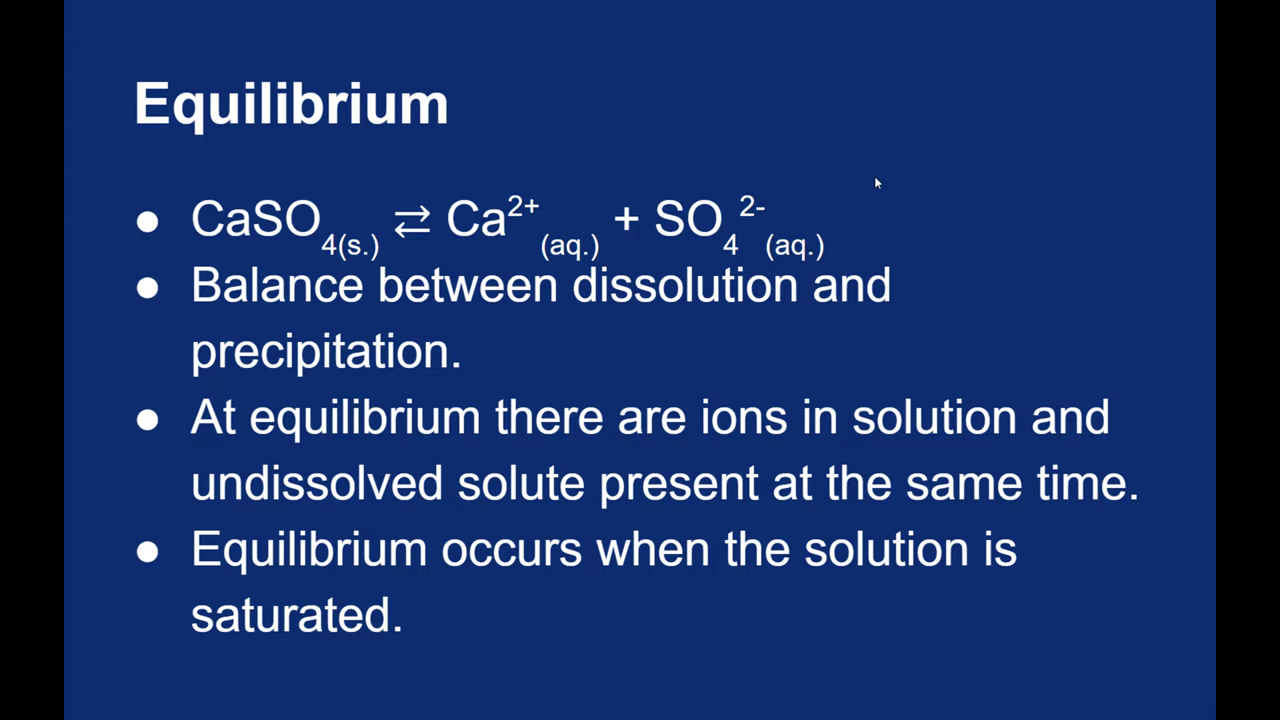 Equilibrium
● CaSO₄₍ₛ.₎ ⇄ Ca²⁺(aq.) + SO₄²⁻(aq.)
● Balance between dissolution and
precipitation.
● At equilibrium there are ions in solution and
undissolved solute present at the same time.
● Equilibrium occurs when the solution is
saturated.